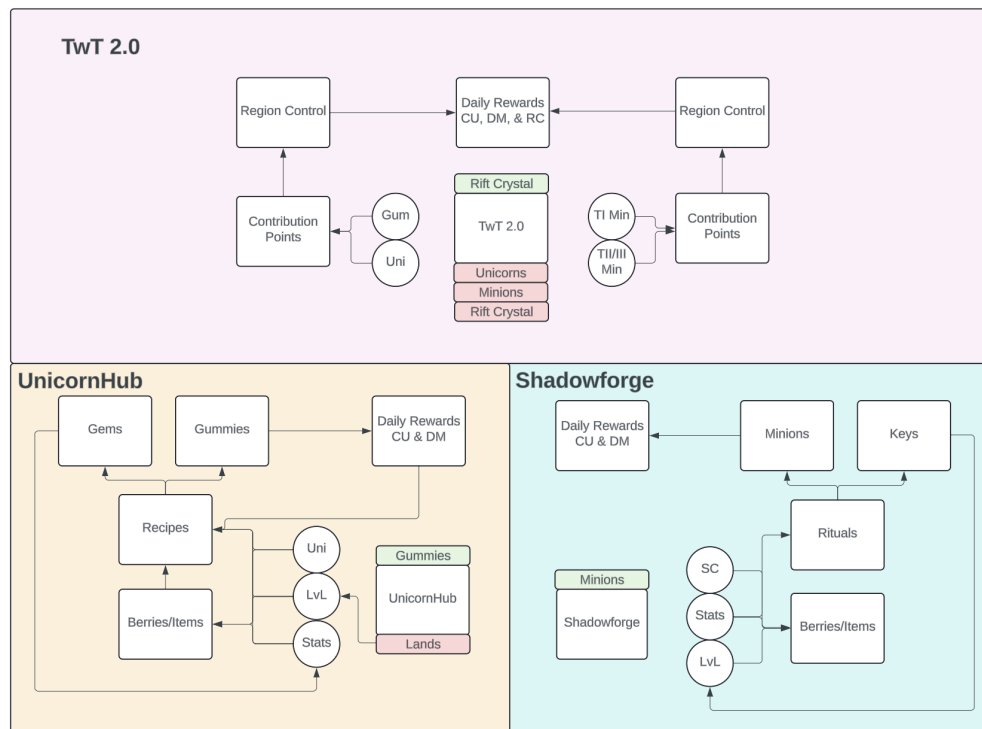 TwT 2.0
Region Control
Daily Rewards
CU, DM, & RC
Region Control
Rift Crystal
Contribution
Points
Gum
Uni
TwT 2.0
TI Min
TII/III
Min
Contribution
Points
Unicorns
Minions
Rift Crystal
UnicornHub
Gems
Gummies
Daily Rewards
CU & DM
Recipes
Uni
LvL
Stats
Gummies
UnicornHub
Lands
Berries/Items
Shadowforge
Daily Rewards
CU & DM
Minions
Keys
Rituals
SC
Stats
LvL
Minions
Shadowforge
Berries/Items